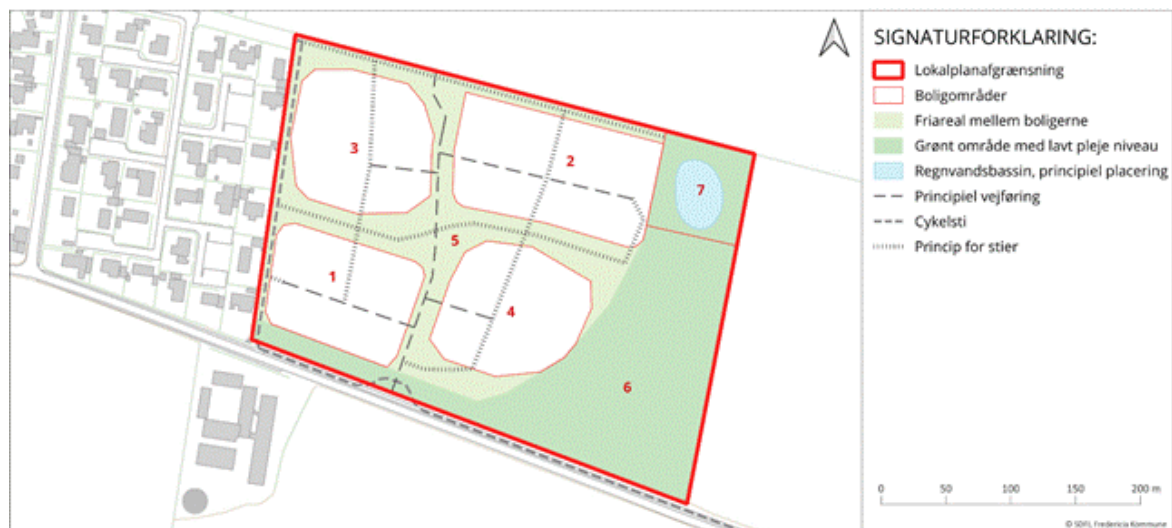 SIGNATURFORKLARING:
Lokalplanafgrænsning
Boligområder
Friareal mellem boligerne
Grønt område med lavt pleje niveau
Regnvandsbassin, principiel placering
Principiel vejføring
Cykelsti
Princip for stier
3
2
7
5
1
4
6
0 50 100 150 200 m
© SDFI, Fredericia Kommune